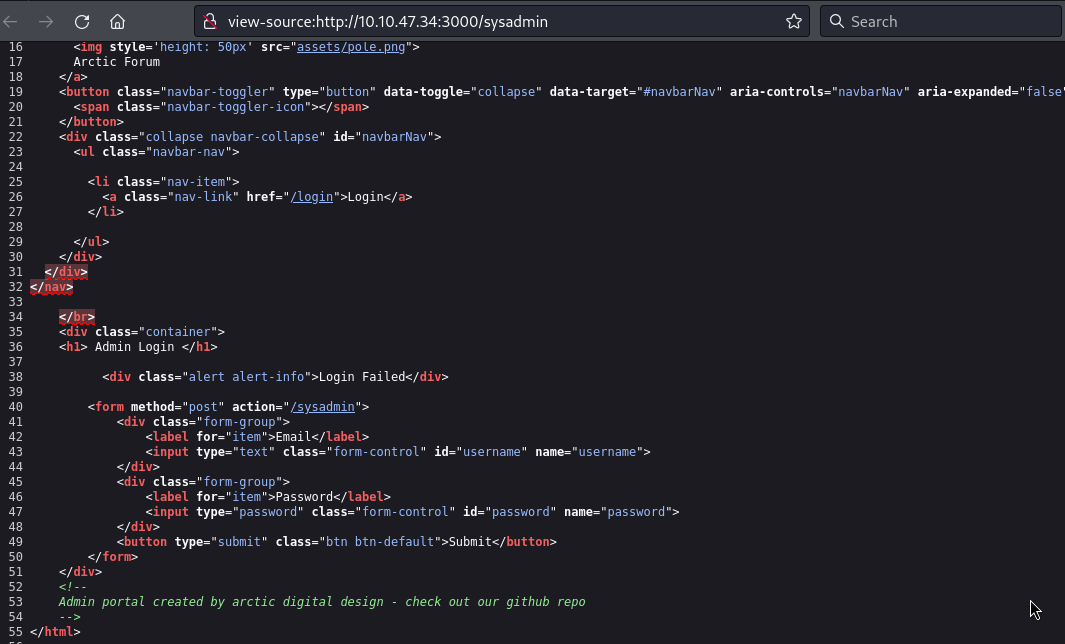 view-source:http://10.10.47.34:3000/sysadmin
Search
16 <img style='height: 50px' src="assets/pole.png">
17 Arctic Forum
18 </a>
19 <button class="navbar-toggler" type="button" data-toggle="collapse" data-target="#navbarNav" aria-controls="navbarNav" aria-expanded="false"
20 <span class="navbar-toggler-icon"></span>
21 </button>
22 <div class="collapse navbar-collapse" id="navbarNav">
23 <ul class="navbar-nav">
24
25 <li class="nav-item">
26 <a class="nav-link" href="/login">Login</a>
27 </li>
28
29 </ul>
30 </div>
31 </div>
32 </nav>
33
34 </br>
35 <div class="container">
36 <h1> Admin Login </h1>
37
38 <div class="alert alert-info">Login Failed</div>
39
40 <form method="post" action="/sysadmin">
41 <div class="form-group">
42 <label for="item">Email</label>
43 <input type="text" class="form-control" id="username" name="username">
44 </div>
45 <div class="form-group">
46 <label for="item">Password</label>
47 <input type="password" class="form-control" id="password" name="password">
48 </div>
49 <button type="submit" class="btn btn-default">Submit</button>
50 </form>
51 </div>
52 <!--
53 Admin portal created by arctic digital design - check out our github repo
54 -->
55 </html>